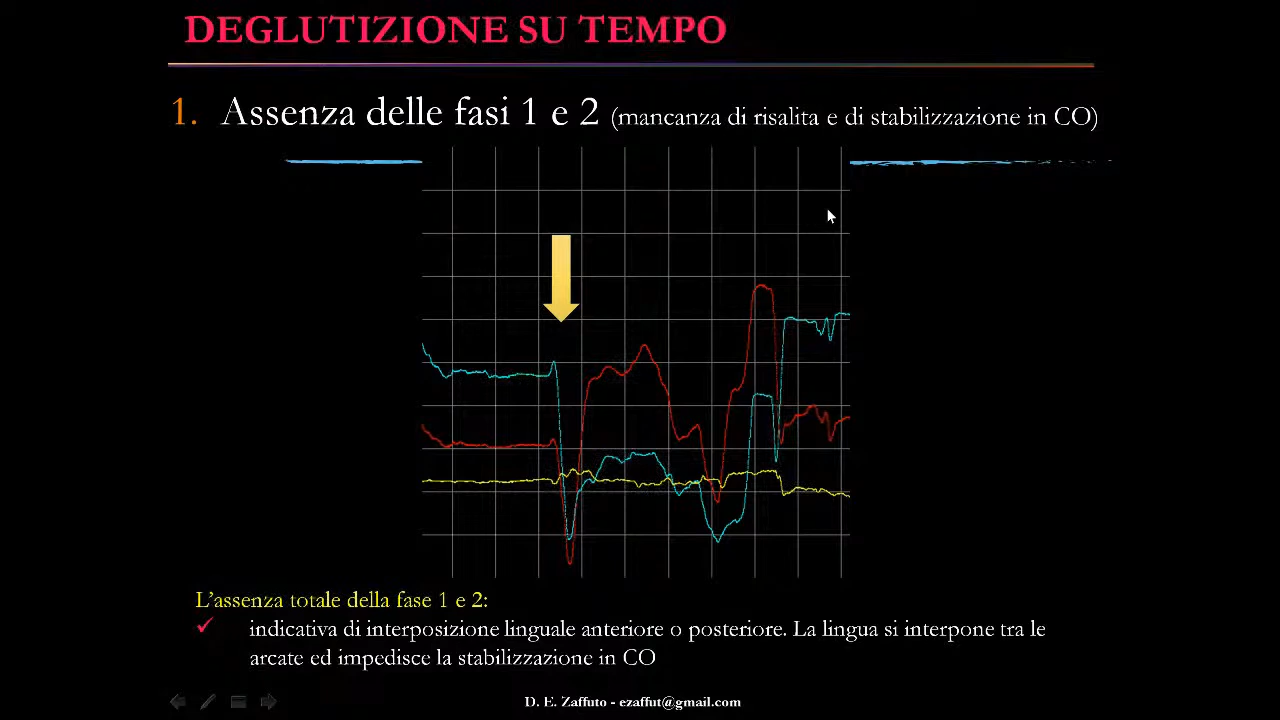 DEGLUTIZIONE SU TEMPO
1. Assenza delle fasi 1 e 2 (mancanza di risalita e di stabilizzazione in CO)
L'assenza totale della fase 1 e 2:
indicativa di interposizione linguale anteriore o posteriore. La lingua si interpone tra le
arcate ed impedisce la stabilizzazione in CO
D. E. Zaffuto - ezaffut@gmail.com